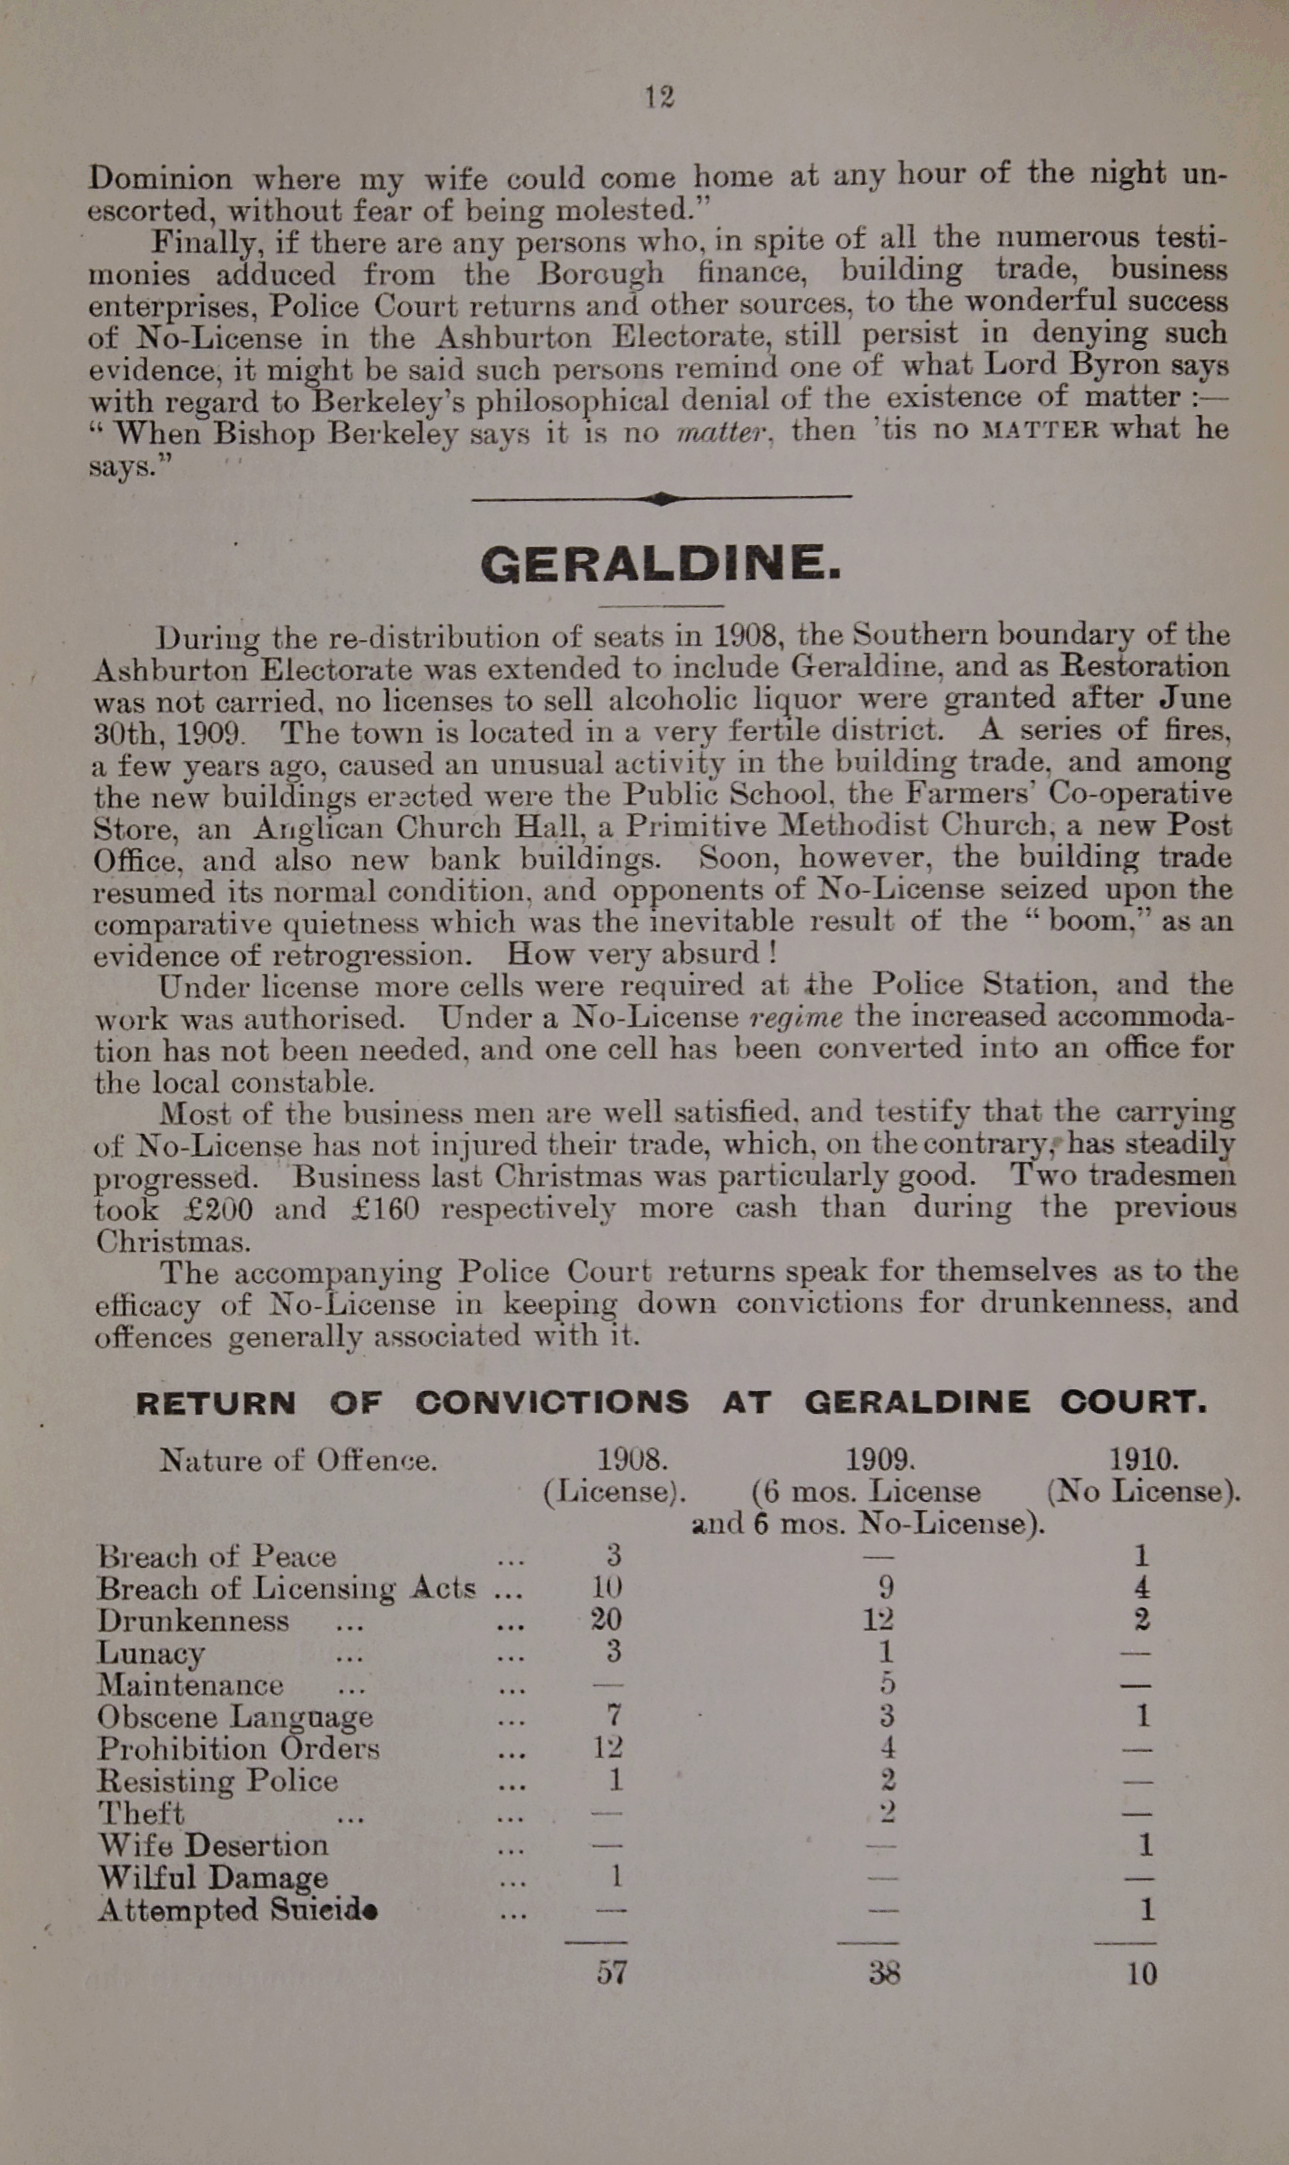 12
Dominion where my wife could come home at any hour of the night un-
escorted, without fear of being molested.”
Finally, if there are any persons who, in spite of all the numerous testi-
monies adduced from the Borough finance, building trade, business
enterprises, Police Court returns and other sources, to the wonderful success
of No-License in the Ashburton Electorate, still persist in denying such
evidence, it might be said such persons remind one of what Lord Byron says
with regard to Berkeley’s philosophical denial of the existence of matter :—
“ When Bishop Berkeley says it is no matter, then ’tis no MATTER what he
says.”
GERALDINE.
During the re-distribution of seats in 1908, the Southern boundary of the
Ashburton Electorate was extended to include Geraldine, and as Restoration
was not carried, no licenses to sell alcoholic liquor were granted after June
30th, 1909. The town is located in a very fertile district. A series of fires,
a few years ago, caused an unusual activity in the building trade, and among
the new buildings erected were the Public School, the Farmers’ Co-operative
Store, an Anglican Church Hall, a Primitive Methodist Church, a new Post
Office, and also new bank buildings. Soon, however, the building trade
resumed its normal condition, and opponents of No-License seized upon the
comparative quietness which was the inevitable result of the “ boom,” as an
evidence of retrogression. How very absurd !
Under license more cells were required at the Police Station, and the
work was authorised. Under a No-License regime the increased accommoda-
tion has not been needed, and one cell has been converted into an office for
the local constable.
Most of the business men are well satisfied, and testify that the carrying
of No-License has not injured their trade, which, on the contrary, has steadily
progressed. Business last Christmas was particularly good. Two tradesmen
took £200 and £160 respectively more cash than during the previous
Christmas.
The accompanying Police Court returns speak for themselves as to the
efficacy of No-License in keeping down convictions for drunkenness, and
offences generally associated with it.
RETURN OF CONVICTIONS AT GERALDINE COURT.
Nature of Offence. 1908. 1909. 1910.
(License). (6 mos. License (No License).
and 6 mos. No-License).
Breach of Peace ... 3 — 1
Breach of Licensing Acts ... 10 9 4
Drunkenness ... ... 20 12 2
Lunacy ... ... 3 1 —
Maintenance ... ... — 5 —
Obscene Language ... 7 3 1
Prohibition Orders ... 12 4 —
Resisting Police ... 1 2 —
Theft ... ... — 2 —
Wife Desertion ... — — 1
Wilful Damage ... 1 — —
Attempted Suicide ... — — 1
57 38 10